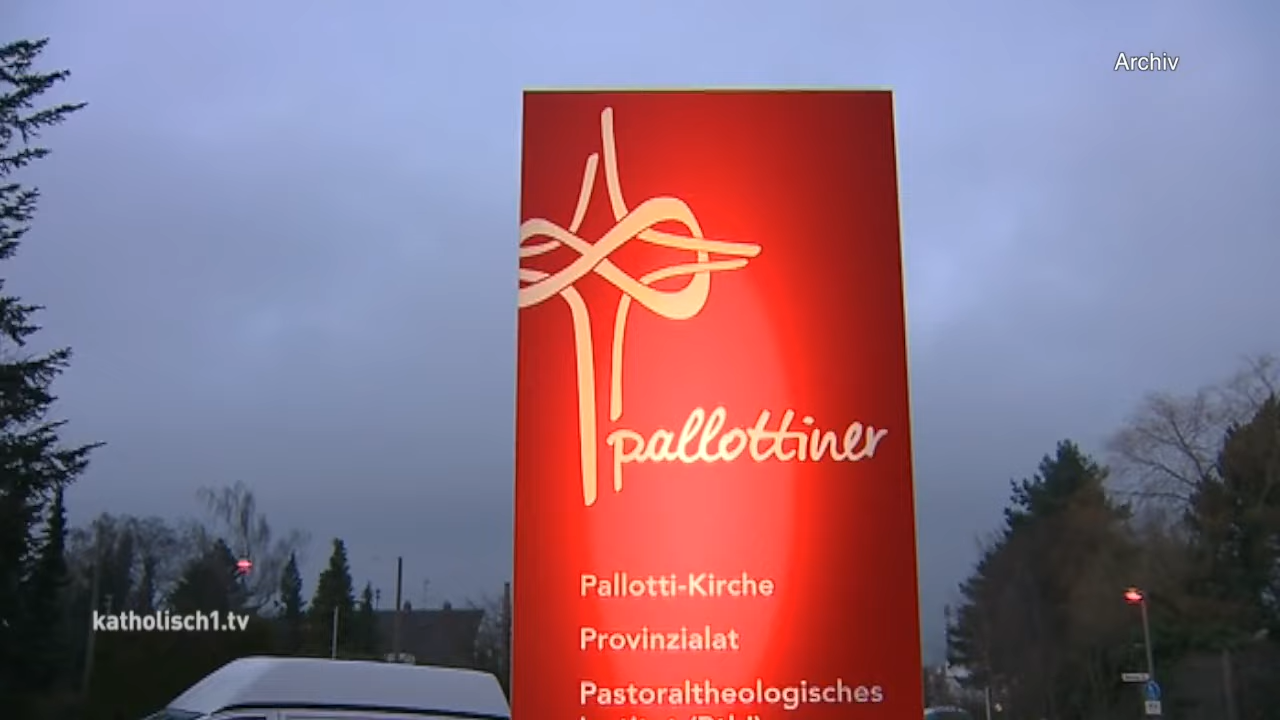 Archiv
pallottiner
Pallotti-Kirche
Provinzialat
Pastoraltheologisches
katholisch1.tv